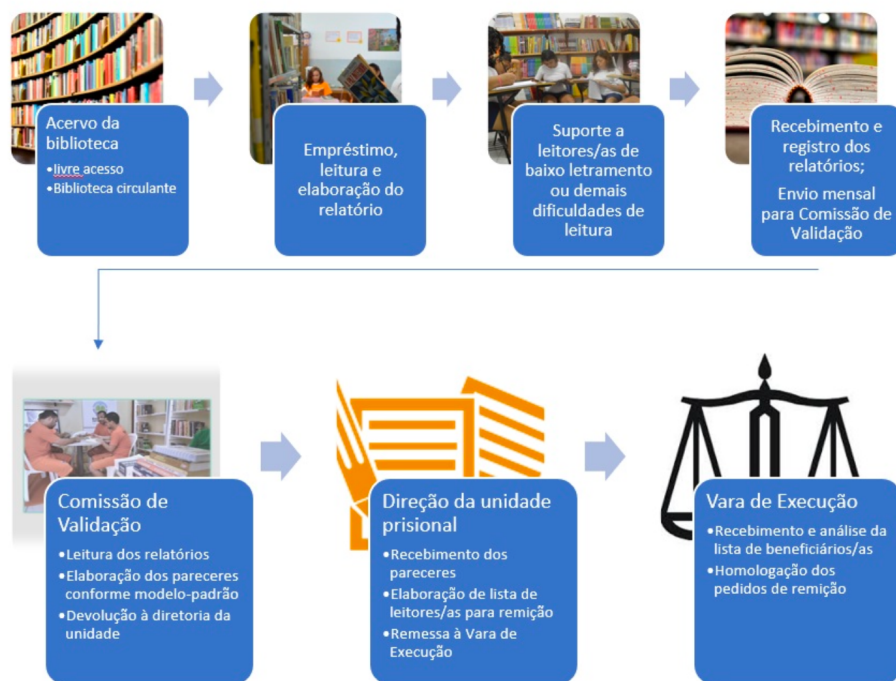 Acervo da
biblioteca
•livre acesso
•Biblioteca circulante
Empréstimo,
leitura e
elaboração do
relatório
Suporte a
leitores/as de
baixo letramento
ou demais
dificuldades de
leitura
Recebimento e
registro dos
relatórios;
Envio mensal
para Comissão de
Validação
Comissão de
Validação
•Leitura dos relatórios
•Elaboração dos pareceres
conforme modelo-padrão
•Devolução à diretoria da
unidade
Direção da unidade
prisional
•Recebimento dos
pareceres
•Elaboração de lista de
leitores/as para remição
•Remessa à Vara de
Execução
Vara de Execução
•Recebimento e análise da
lista de beneficiários/as
•Homologação dos
pedidos de remição